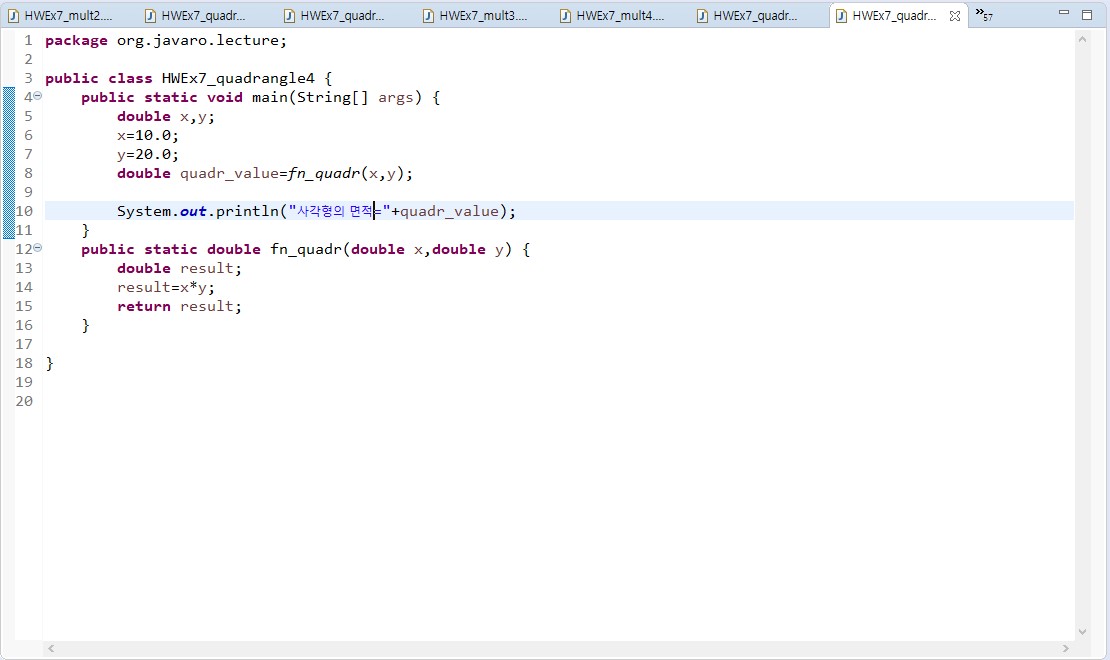 HWEx7_mult2.... HWEx7_quadr... HWEx7_quadr... HWEx7_mult3.... HWEx7_mult4.... HWEx7_quadr... HWEx7_quadr... »57
1 package org.javaro.lecture;
2
3 public class HWEx7_quadrangle4 {
4 public static void main(String[] args) {
5 double x,y;
6 x=10.0;
7 y=20.0;
8 double quadr_value=fn_quadr(x,y);
9
10 System.out.println("사각형의 면적="+quadr_value);
11 }
12 public static double fn_quadr(double x,double y) {
13 double result;
14 result=x*y;
15 return result;
16 }
17
18 }
19
20